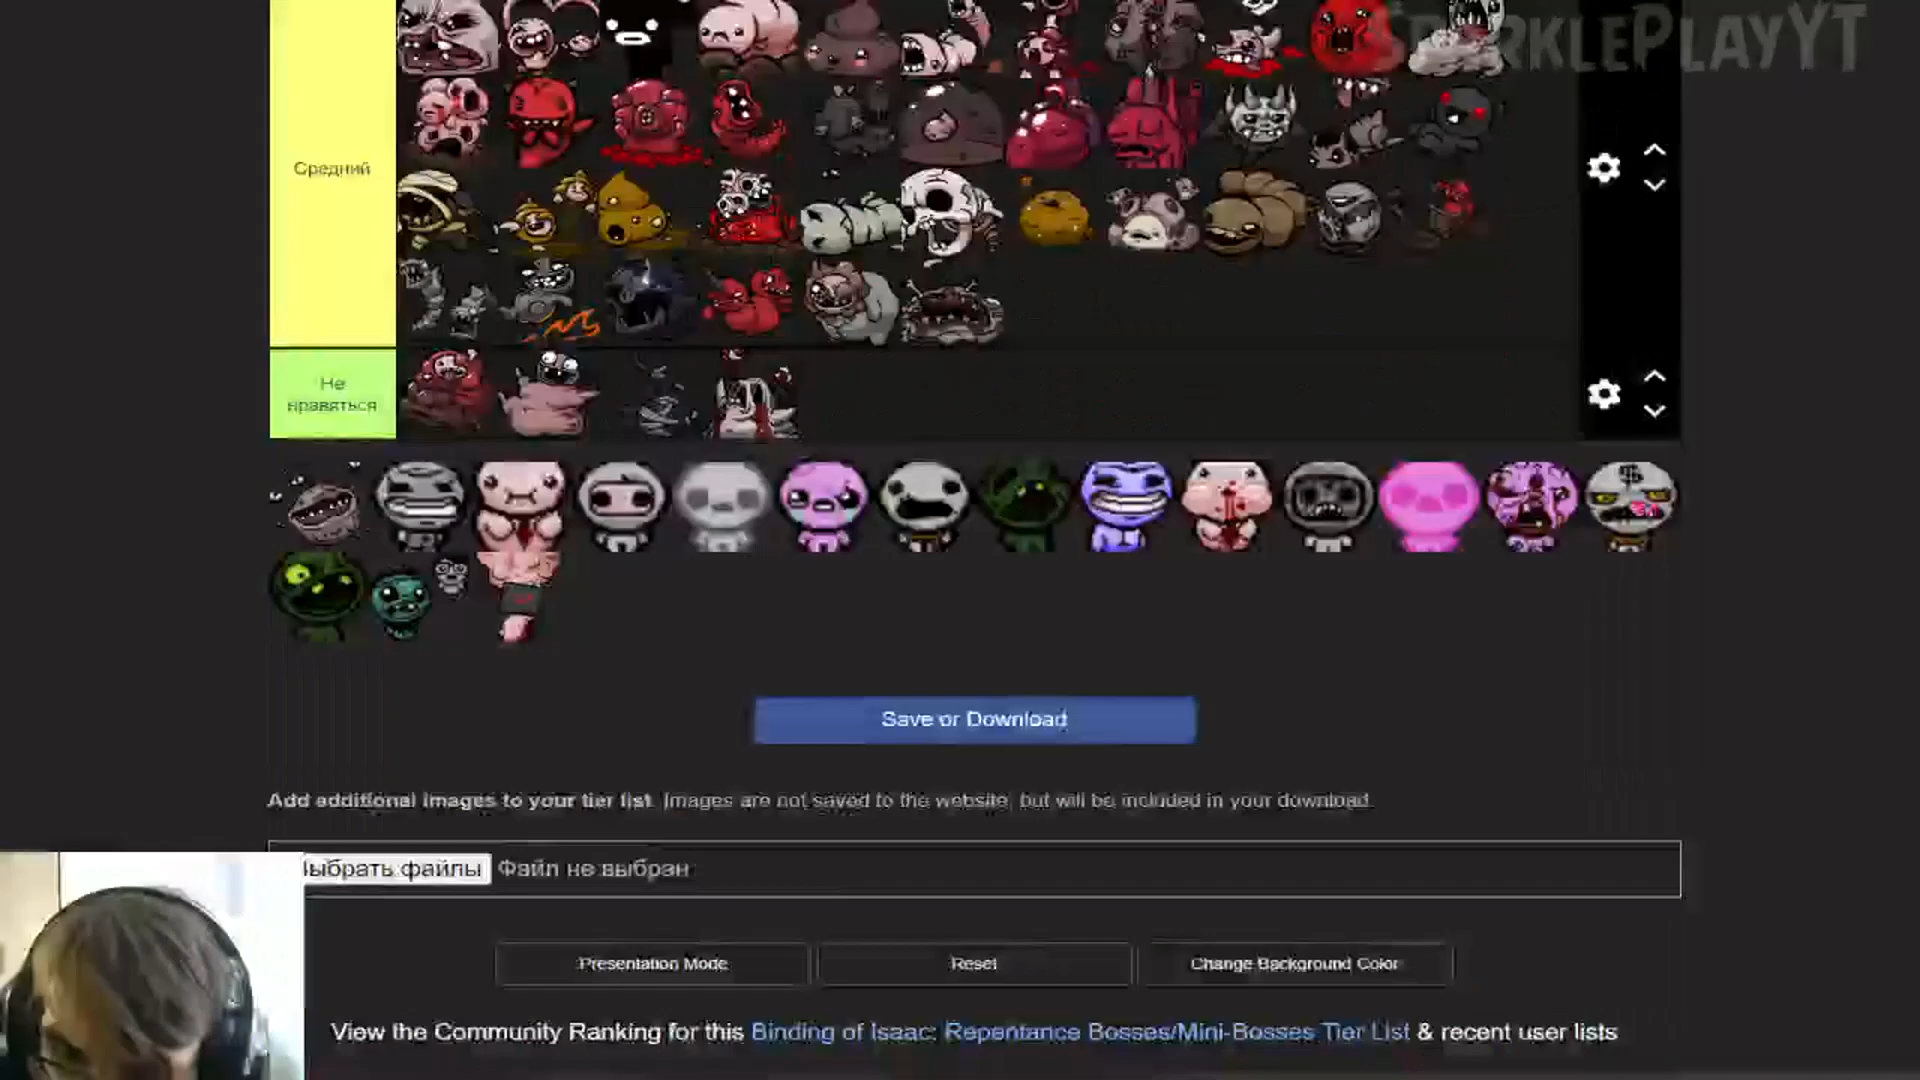 SPARKLEPLAYYT
Средний
Не
нравяться
Save or Download
Add additional images to your tier list. Images are not saved to the website, but will be included in your download.
Выбрать файлы Файл не выбран
Presentation Mode
Reset
Change Background Color
View the Community Ranking for this Binding of Isaac: Repentance Bosses/Mini-Bosses Tier List & recent user lists